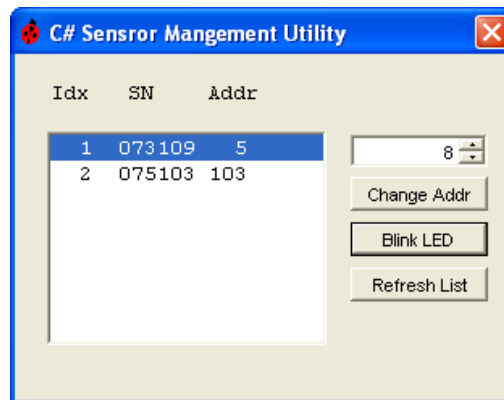 C# Sensror Mangement Utility
Idx SN Addr
1 073109 5
2 075103 103
8
Change Addr
Blink LED
Refresh List